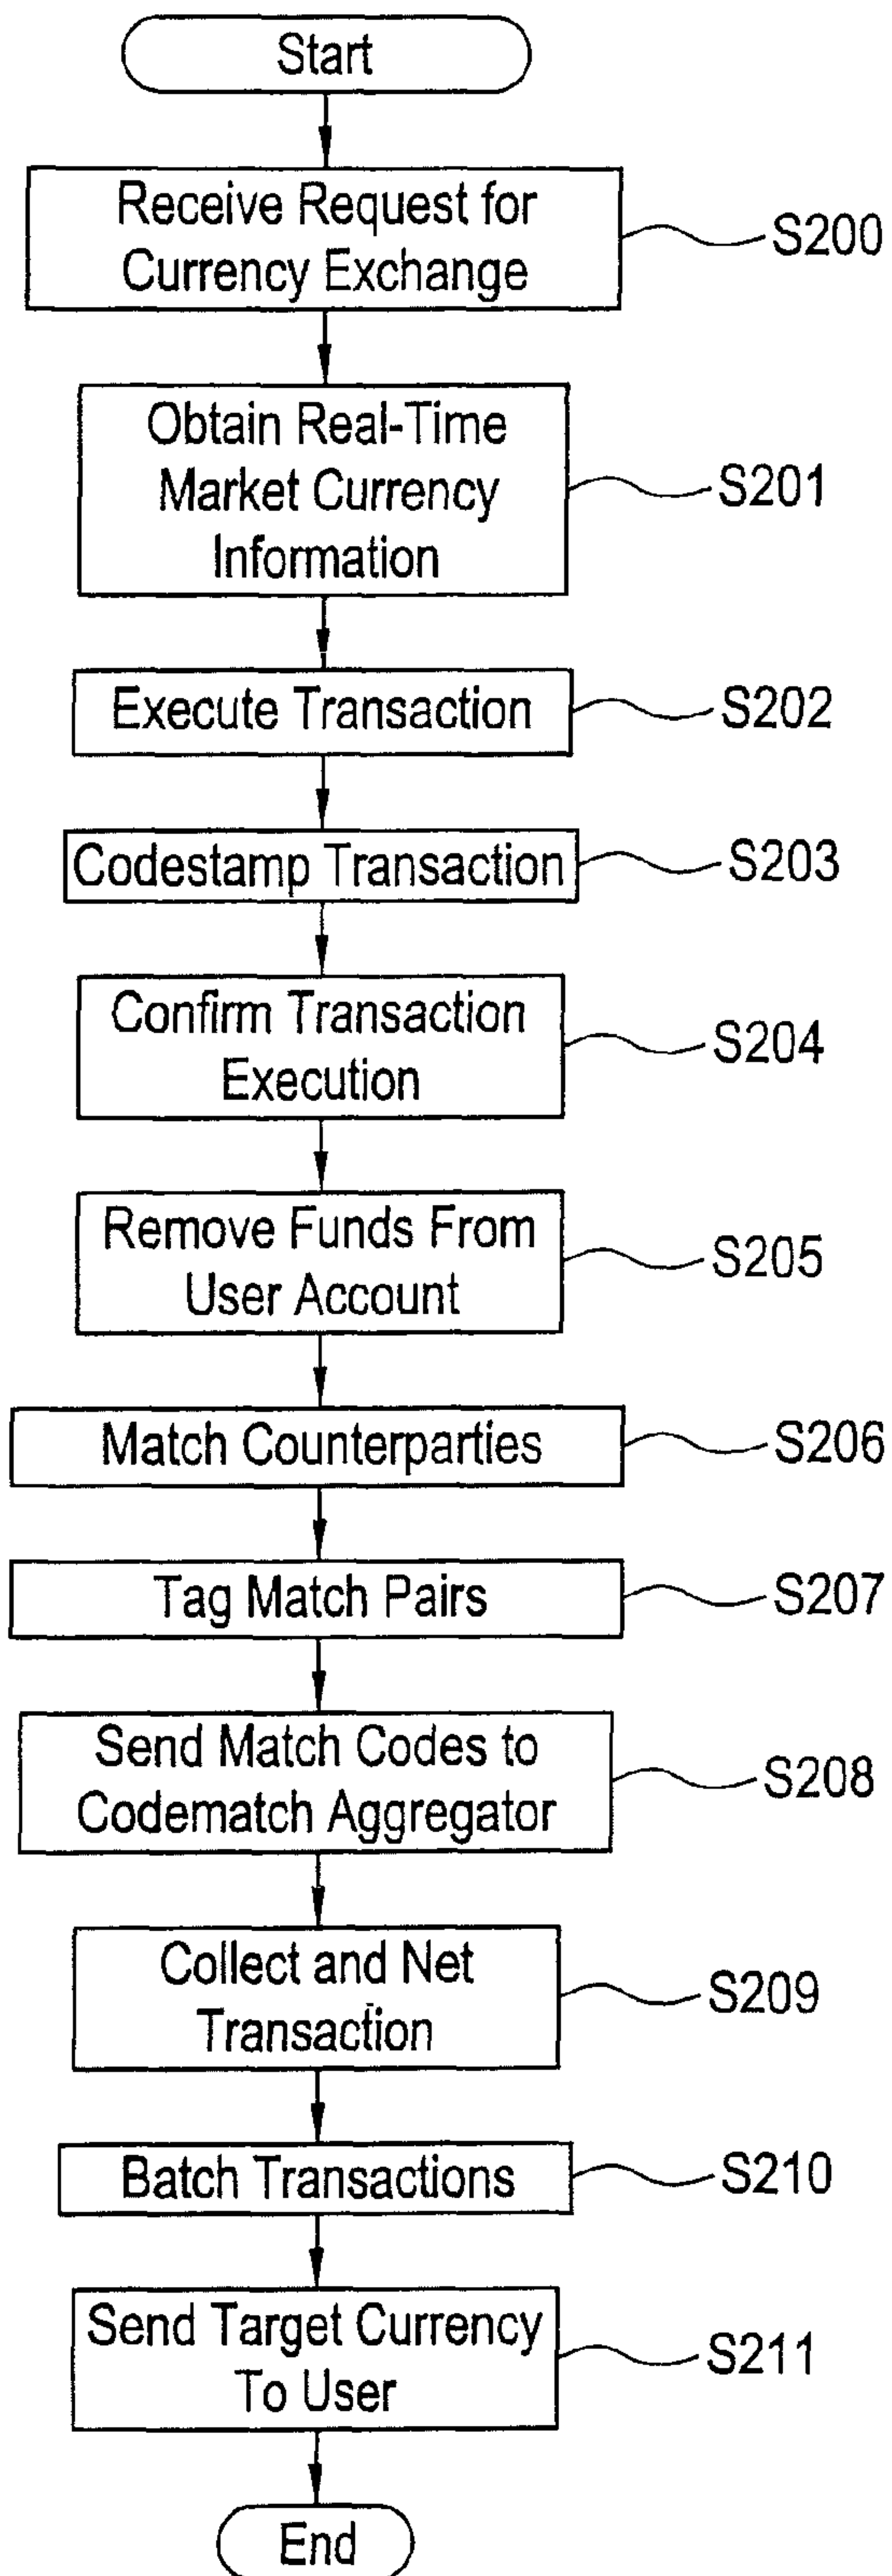 Start
Receive Request for
Currency Exchange
S200
Obtain Real-Time
Market Currency
Information
S201
Execute Transaction
S202
Codestamp Transaction
S203
Confirm Transaction
Execution
S204
Remove Funds From
User Account
S205
Match Counterparties
S206
Tag Match Pairs
S207
Send Match Codes to
Codematch Aggregator
S208
Collect and Net
Transaction
S209
Batch Transactions
S210
Send Target Currency
To User
S211
End